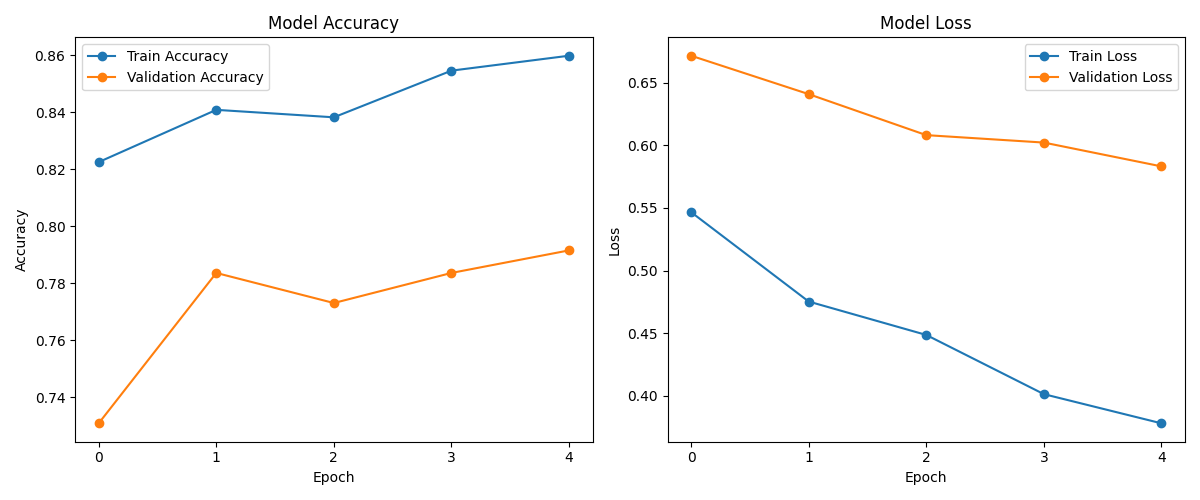 Model Accuracy
Train Accuracy
Validation Accuracy
0.86
0.84
0.82
0.80
0.78
0.76
0.74
Accuracy
0
1
2
3
4
Epoch
Model Loss
Train Loss
Validation Loss
0.65
0.60
0.55
0.50
0.45
0.40
Loss
0
1
2
3
4
Epoch